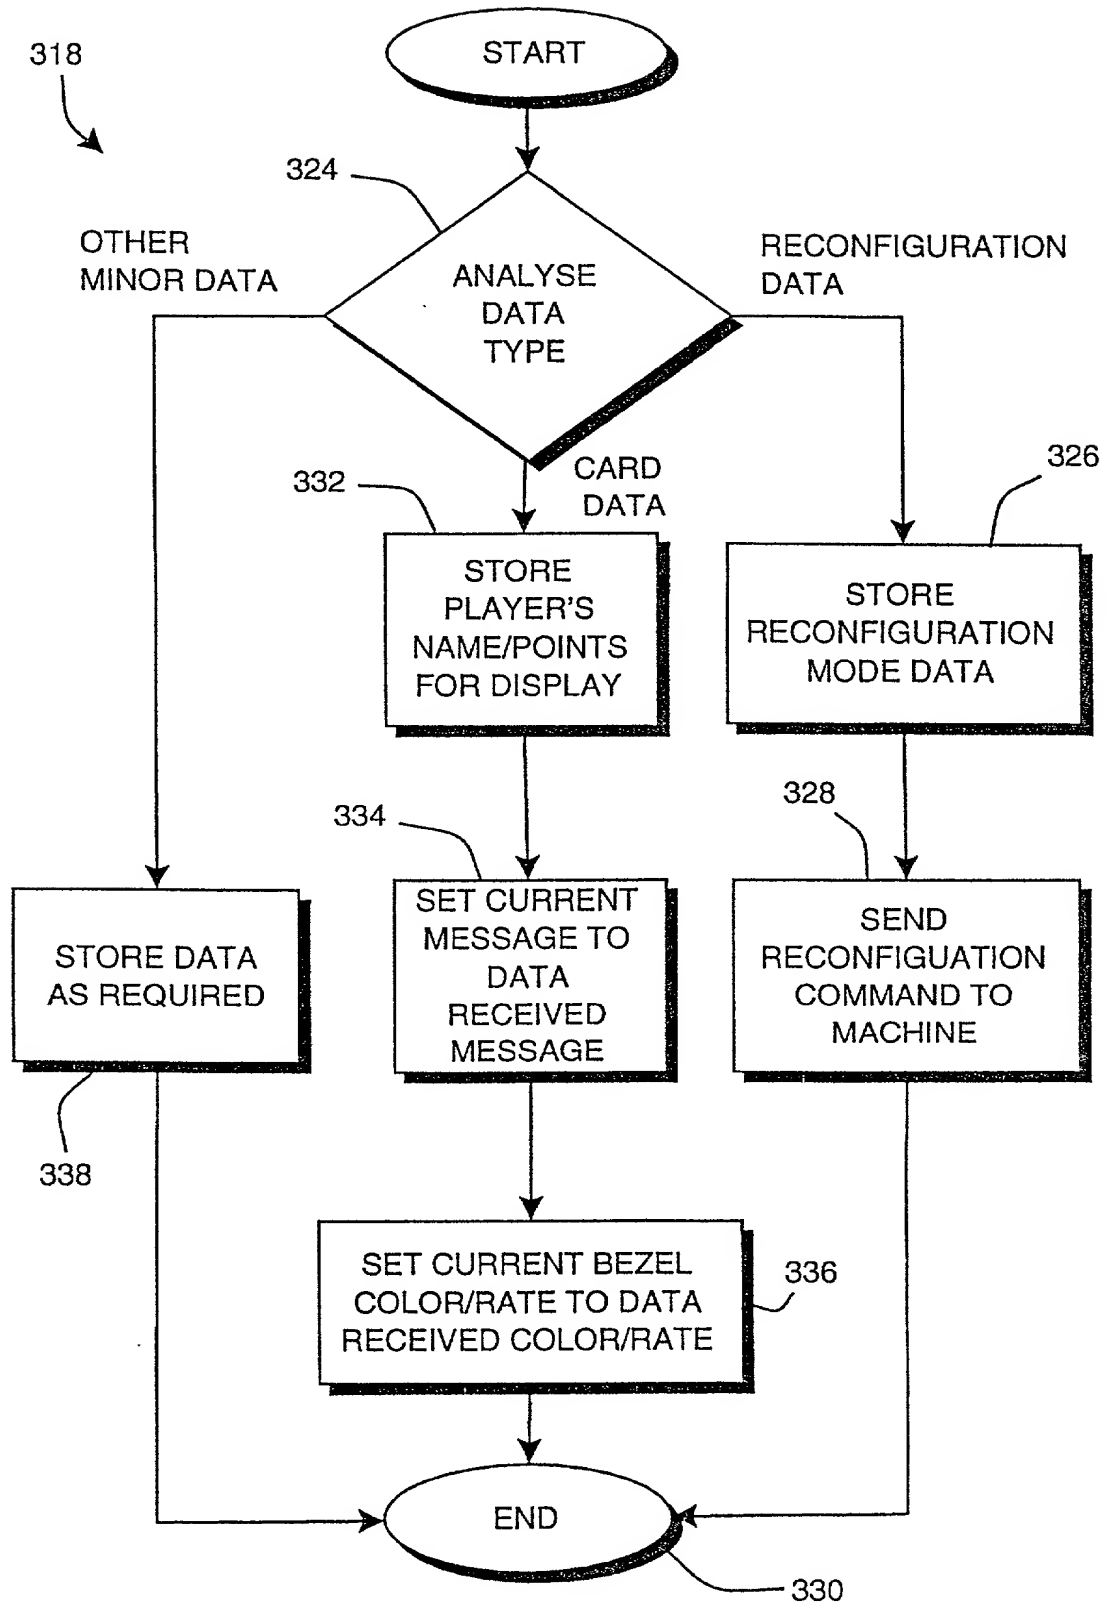 START
318
324
OTHER
MINOR DATA
RECONFIGURATION
DATA
ANALYSE
DATA
TYPE
CARD
DATA
332
326
STORE
PLAYER'S
NAME/POINTS
FOR DISPLAY
STORE
RECONFIGURATION
MODE DATA
334
328
SET CURRENT
MESSAGE TO
DATA
RECEIVED
MESSAGE
SEND
RECONFIGUATION
COMMAND TO
MACHINE
STORE DATA
AS REQUIRED
338
SET CURRENT BEZEL
COLOR/RATE TO DATA
RECEIVED COLOR/RATE
336
END
330